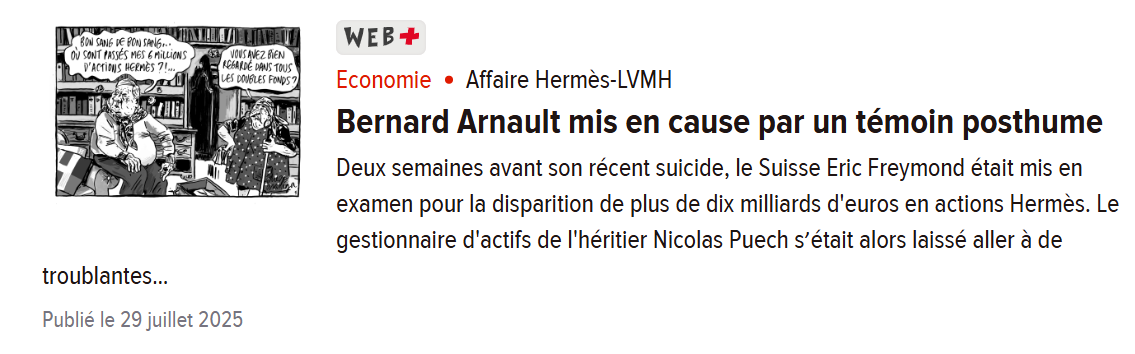 BON SANG DE BON SANG...
OÙ SONT PASSÉS MES 6 MILLIONS
D'ACTIONS HERMÈS ?!...
VOUS AVEZ BIEN
REGARDÉ DANS TOUS
LES DOUBLES FONDS ?
WEB+
Economie • Affaire Hermès-LVMH
Bernard Arnault mis en cause par un témoin posthume
Deux semaines avant son récent suicide, le Suisse Eric Freymond était mis en
examen pour la disparition de plus de dix milliards d'euros en actions Hermès. Le
gestionnaire d'actifs de l'héritier Nicolas Puech s’était alors laissé aller à de
troublantes...
Publié le 29 juillet 2025